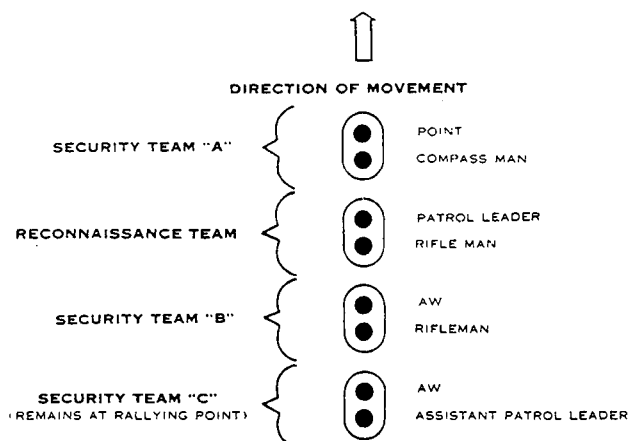 DIRECTION OF MOVEMENT
SECURITY TEAM "A"
POINT
COMPASS MAN
RECONNAISSANCE TEAM
PATROL LEADER
RIFLE MAN
SECURITY TEAM "B"
AW
RIFLEMAN
SECURITY TEAM "C"
(REMAINS AT RALLYING POINT)
AW
ASSISTANT PATROL LEADER